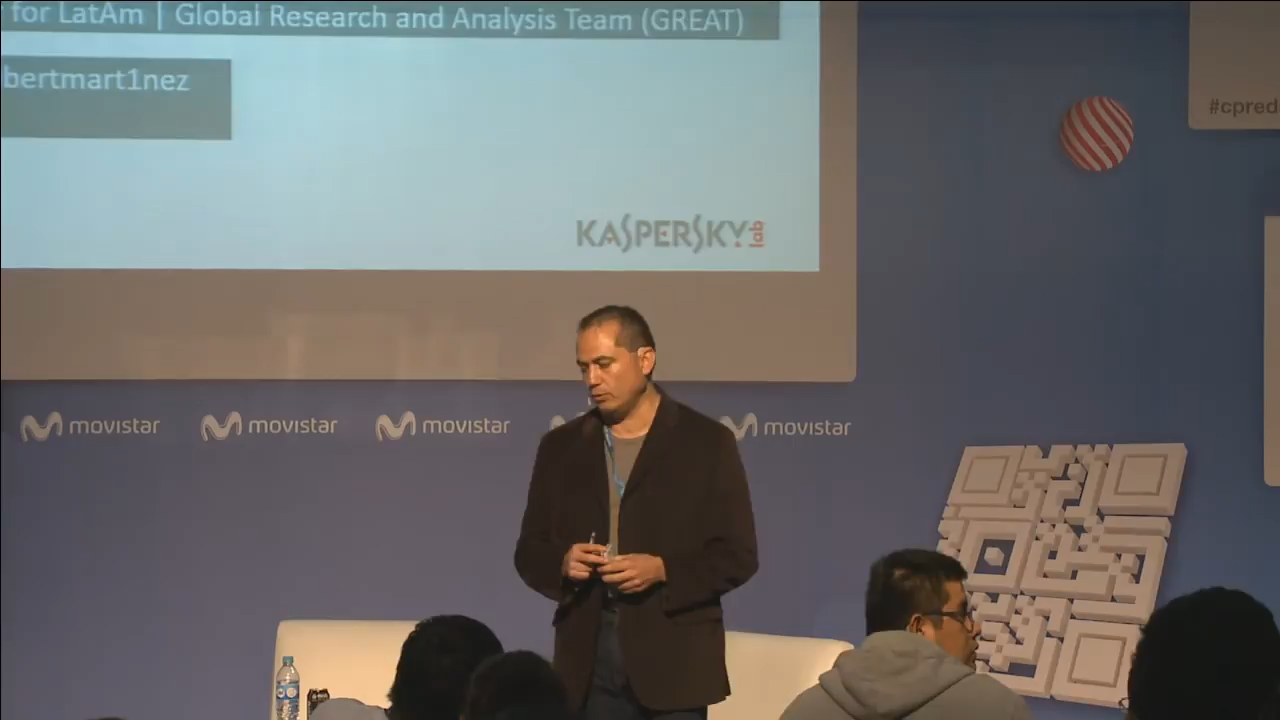 for LatAm | Global Research and Analysis Team (GREAT)
bertmart1nez
#cpred
KASPERSKY lab
movistar movistar movistar movistar